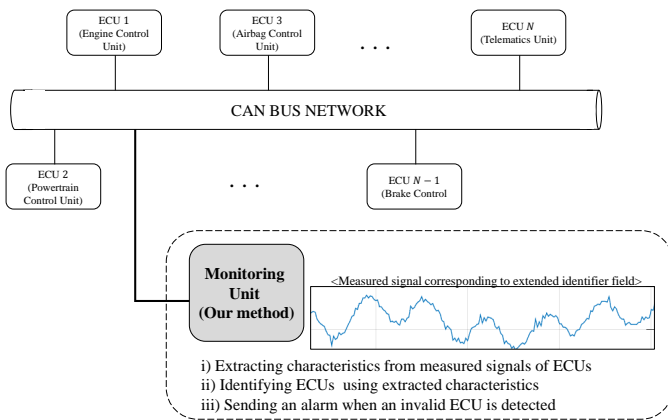 ECU 1
(Engine Control
Unit)
ECU 3
(Airbag Control
Unit)
. . .
ECU N
(Telematics Unit)
CAN BUS NETWORK
ECU 2
(Powertrain
Control Unit)
. . .
ECU N − 1
(Brake Control
Monitoring
Unit
(Our method)
<Measured signal corresponding to extended identifier field>
i) Extracting characteristics from measured signals of ECUs
ii) Identifying ECUs using extracted characteristics
iii) Sending an alarm when an invalid ECU is detected